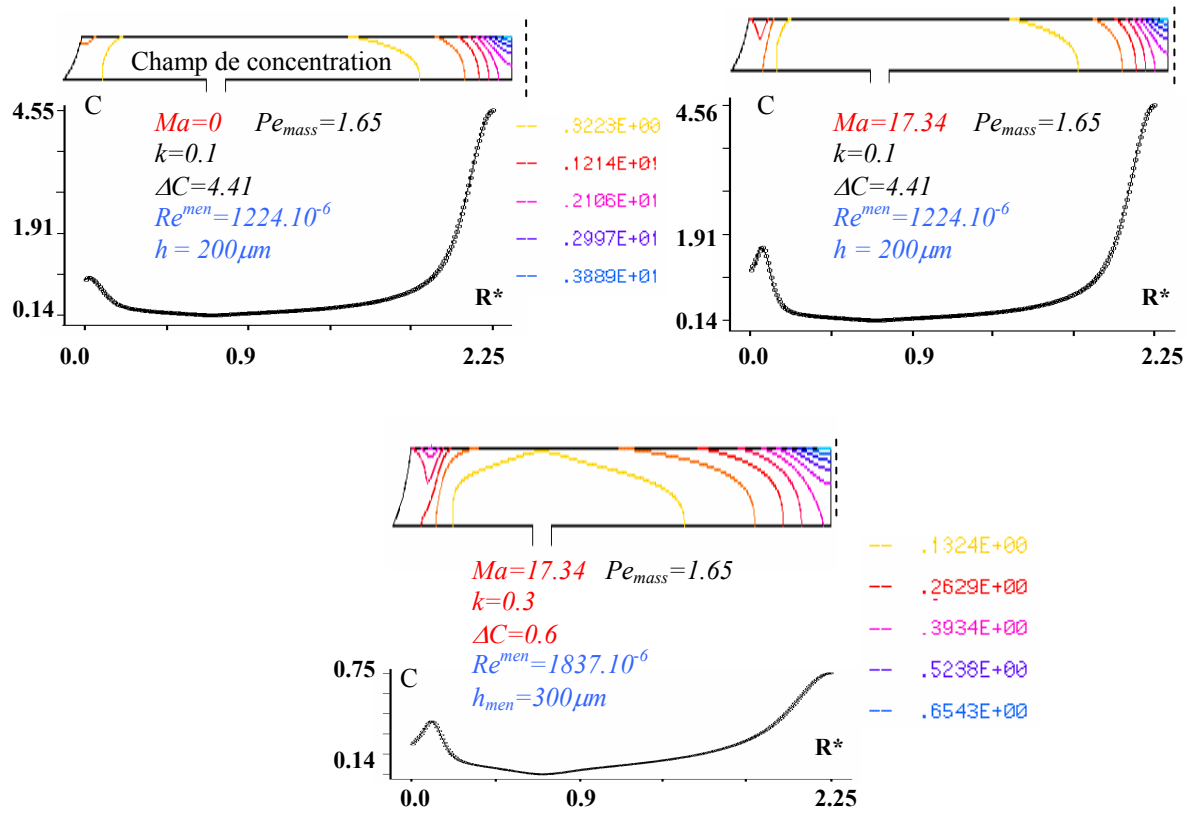 Champ de concentration
C
4.55
1.91
0.14
Ma=0 Pe_mass=1.65
k=0.1
ΔC=4.41
Re^men=1224.10^-6
h = 200μm
R*
0.0 0.9 2.25
.3223E+00
.1214E+01
.2106E+01
.2997E+01
.3889E+01
C
4.56
1.91
0.14
Ma=17.34 Pe_mass=1.65
k=0.1
ΔC=4.41
Re^men=1224.10^-6
h = 200μm
R*
0.0 0.9 2.25
Ma=17.34 Pe_mass=1.65
k=0.3
ΔC=0.6
Re^men=1837.10^-6
h_men=300μm
0.75
C
0.14
R*
0.0 0.9 2.25
.1324E+00
.2629E+00
.3934E+00
.5238E+00
.6543E+00